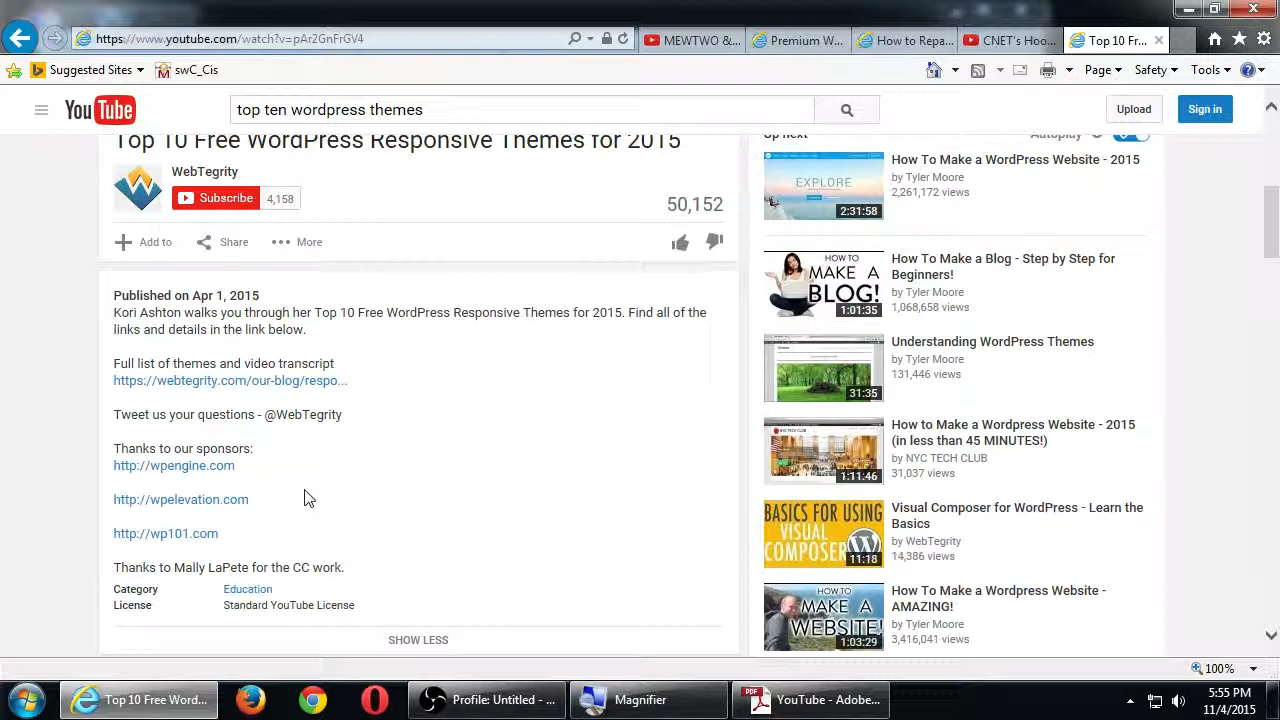 https://www.youtube.com/watch?v=pAr2GnFrGV4
MEWTWO &...
Premium W...
How to Repa...
CNET's Hoo...
Top 10 Fre...
Suggested Sites
swC_Cis
Page
Safety
Tools
YouTube
top ten wordpress themes
Upload
Sign in
Top 10 Free WordPress Responsive Themes for 2015
WebTegrity
Subscribe
4,158
50,152
Add to
Share
More
Published on Apr 1, 2015
Kori Ashton walks you through her Top 10 Free WordPress Responsive Themes for 2015. Find all of the
links and details in the link below.
Full list of themes and video transcript
https://webtegrity.com/our-blog/respo...
Tweet us your questions - @WebTegrity
Thanks to our sponsors:
http://wpengine.com
http://wpelevation.com
http://wp101.com
Thanks to Mally LaPete for the CC work.
Category Education
License Standard YouTube License
SHOW LESS
Up next
Autoplay
EXPLORE
2:31:58
How To Make a WordPress Website - 2015
by Tyler Moore
2,261,172 views
HOW TO
MAKE A
BLOG!
1:01:35
How To Make a Blog - Step by Step for
Beginners!
by Tyler Moore
1,068,658 views
31:35
Understanding WordPress Themes
by Tyler Moore
131,446 views
NYC TECH CLUB
1:11:46
How to Make a Wordpress Website - 2015
(in less than 45 MINUTES!)
by NYC TECH CLUB
31,037 views
BASICS FOR USING
VISUAL
COMPOSER
11:18
Visual Composer for WordPress - Learn the
Basics
by WebTegrity
14,386 views
HOW TO
MAKE A
WEBSITE!
1:03:29
How To Make a Wordpress Website -
AMAZING!
by Tyler Moore
3,416,041 views
100%
Top 10 Free Word...
Profile: Untitled - ...
Magnifier
PDF
YouTube - Adobe...
5:55 PM
11/4/2015